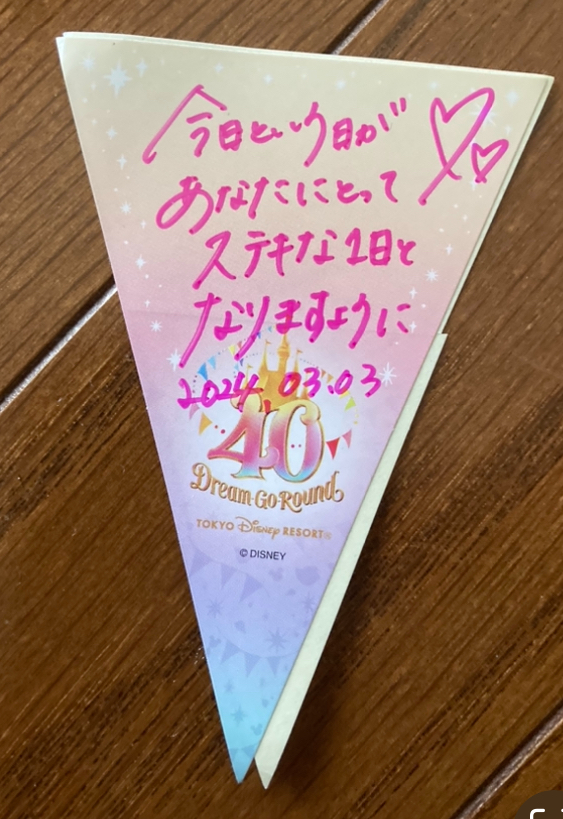 今日という日が
あなたにとって
ステキな1日と
なりますように
2024.03.03
40
Dream-Go-Round
TOKYO Disney RESORT®
© DISNEY